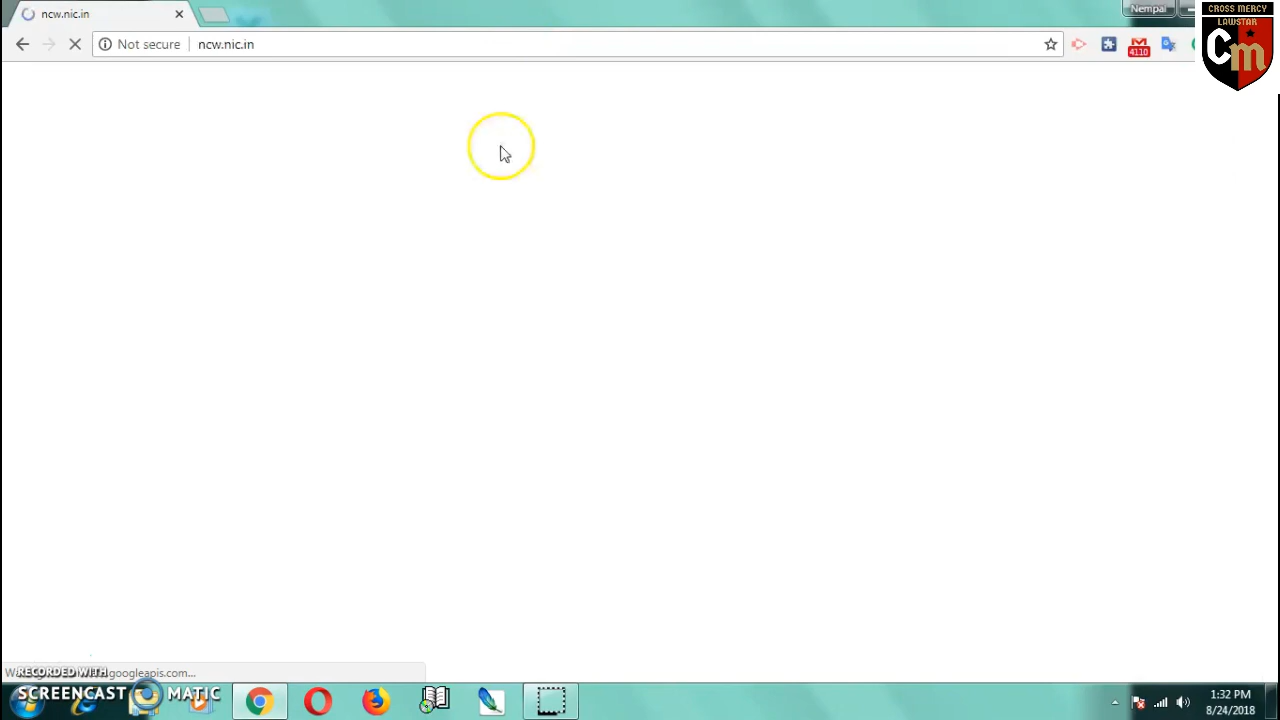 ncw.nic.in
Nempal
CROSS MERCY
LAWSTAR
Cm
Not secure
ncw.nic.in
4110
googleapis.com...
RECORDED WITH
SCREENCAST MATIC
1:32 PM
8/24/2018